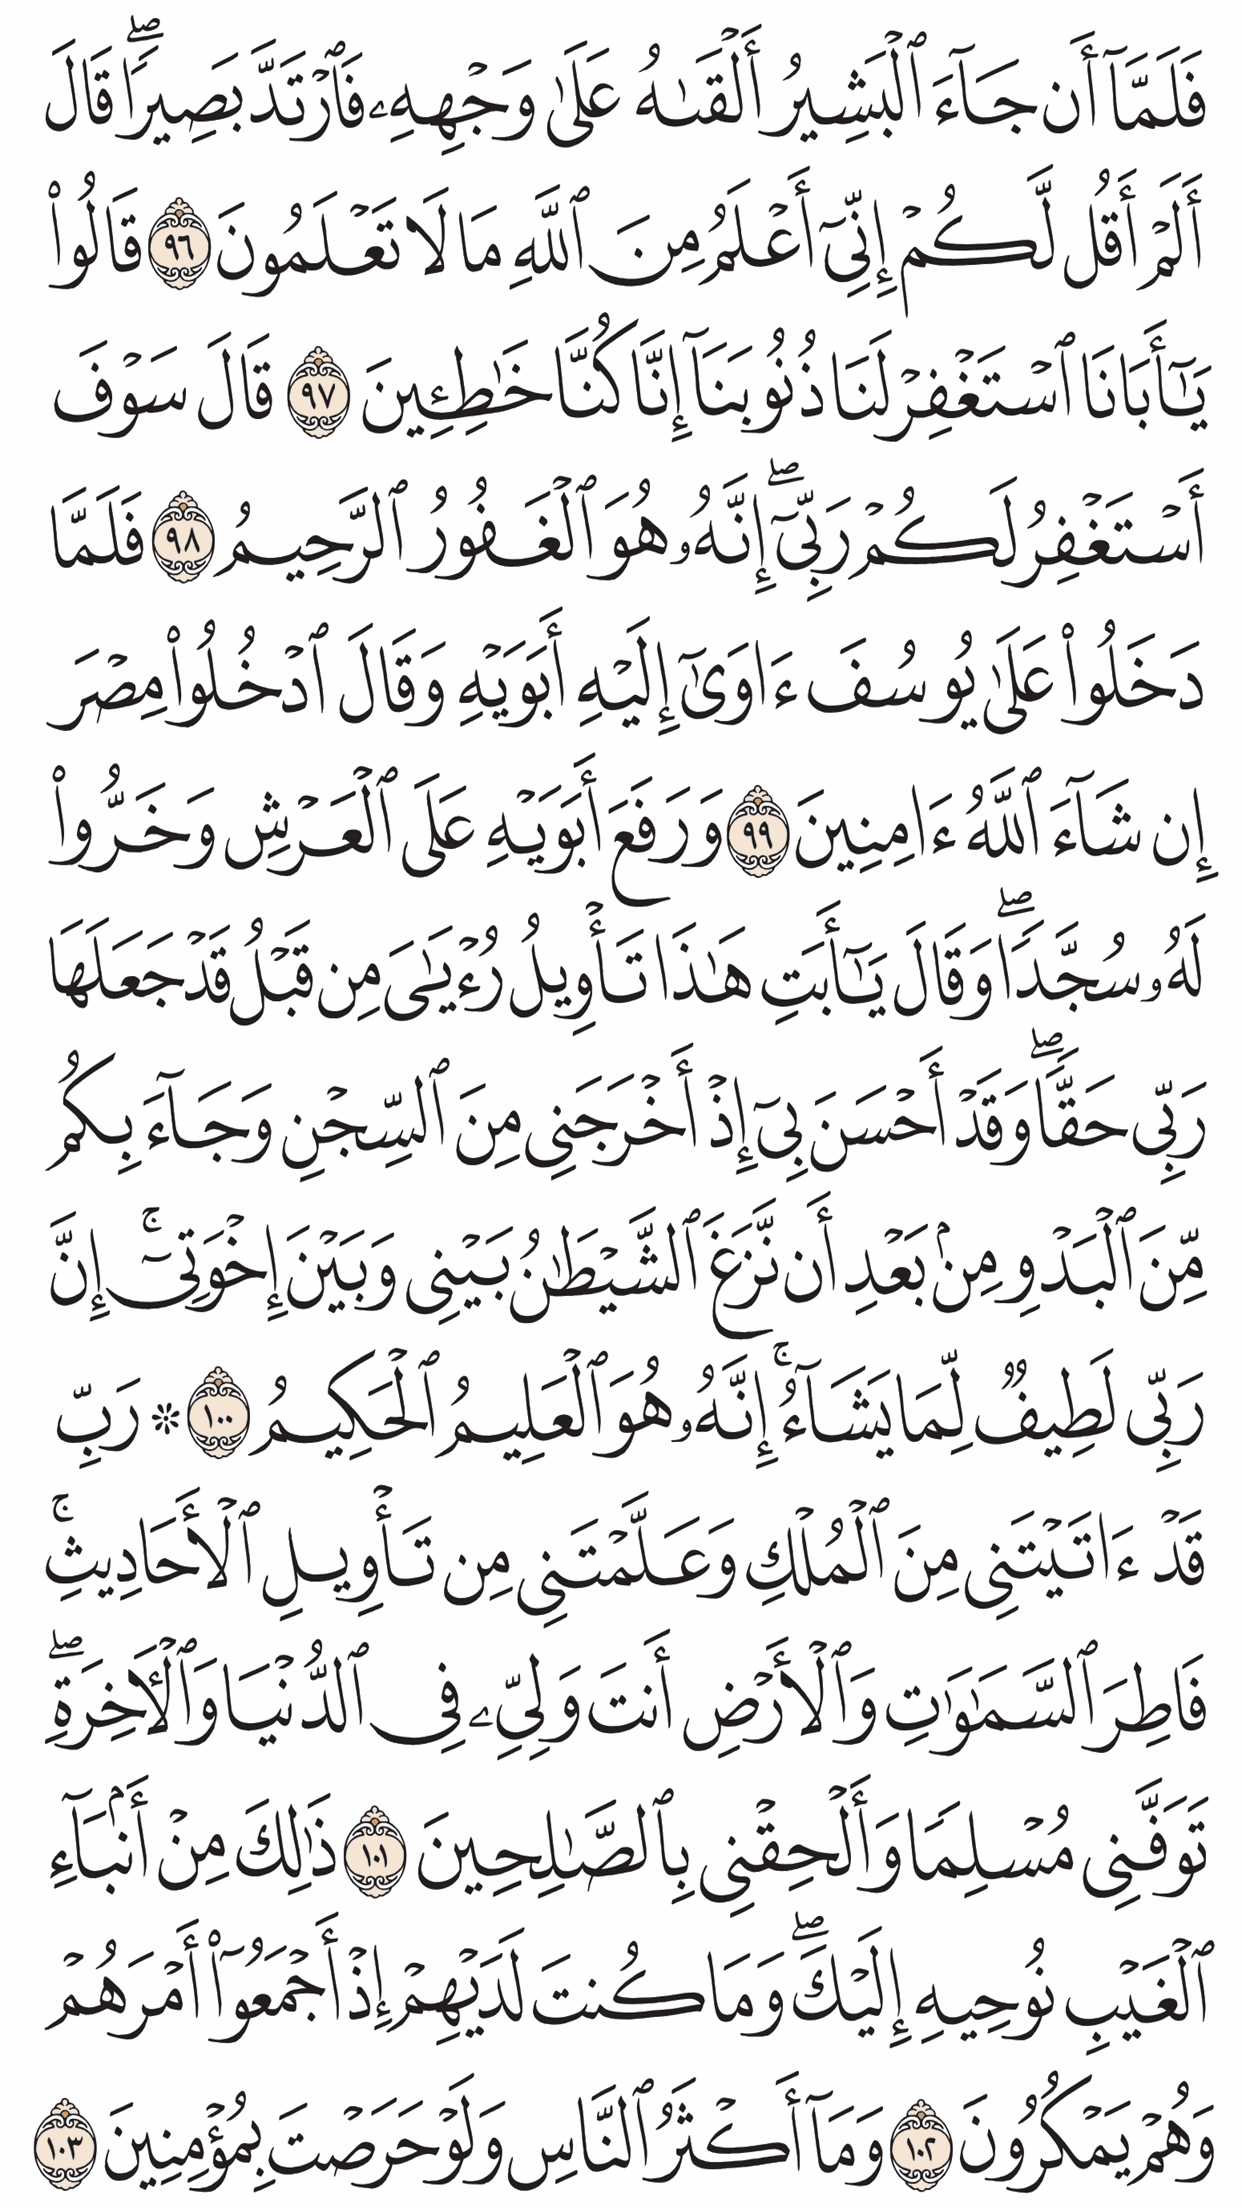 فَلَمَّآ أَن جَآءَ ٱلْبَشِيرُ أَلْقَىٰهُ عَلَىٰ وَجْهِهِۦ فَٱرْتَدَّ بَصِيرًۭا ۖ قَالَ
أَلَمْ أَقُل لَّكُمْ إِنِّىٓ أَعْلَمُ مِنَ ٱللَّهِ مَا لَا تَعْلَمُونَ ٩٦ قَالُوا۟
يَـٰٓأَبَانَا ٱسْتَغْفِرْ لَنَا ذُنُوبَنَآ إِنَّا كُنَّا خَـٰطِـِٔينَ ٩٧ قَالَ سَوْفَ
أَسْتَغْفِرُ لَكُمْ رَبِّىٓ ۖ إِنَّهُۥ هُوَ ٱلْغَفُورُ ٱلرَّحِيمُ ٩٨ فَلَمَّا
دَخَلُوا۟ عَلَىٰ يُوسُفَ ءَاوَىٰٓ إِلَيْهِ أَبَوَيْهِ وَقَالَ ٱدْخُلُوا۟ مِصْرَ
إِن شَآءَ ٱللَّهُ ءَامِنِينَ ٩٩ وَرَفَعَ أَبَوَيْهِ عَلَى ٱلْعَرْشِ وَخَرُّوا۟
لَهُۥ سُجَّدًۭا ۖ وَقَالَ يَـٰٓأَبَتِ هَـٰذَا تَأْوِيلُ رُءْيَـٰىَ مِن قَبْلُ قَدْ جَعَلَهَا
رَبِّى حَقًّۭا ۖ وَقَدْ أَحْسَنَ بِىٓ إِذْ أَخْرَجَنِى مِنَ ٱلسِّجْنِ وَجَآءَ بِكُم
مِّنَ ٱلْبَدْوِ مِنۢ بَعْدِ أَن نَّزَغَ ٱلشَّيْطَـٰنُ بَيْنِى وَبَيْنَ إِخْوَتِىٓ ۚ إِنَّ
رَبِّى لَطِيفٌۭ لِّمَا يَشَآءُ ۚ إِنَّهُۥ هُوَ ٱلْعَلِيمُ ٱلْحَكِيمُ ١٠٠ ۞ رَبِّ
قَدْ ءَاتَيْتَنِى مِنَ ٱلْمُلْكِ وَعَلَّمْتَنِى مِن تَأْوِيلِ ٱلْأَحَادِيثِ ۚ
فَاطِرَ ٱلسَّمَـٰوَٰتِ وَٱلْأَرْضِ أَنتَ وَلِىِّۦ فِى ٱلدُّنْيَا وَٱلْـَٔاخِرَةِ ۖ
تَوَفَّنِى مُسْلِمًۭا وَأَلْحِقْنِى بِٱلصَّـٰلِحِينَ ١٠١ ذَٰلِكَ مِنْ أَنۢبَآءِ
ٱلْغَيْبِ نُوحِيهِ إِلَيْكَ ۖ وَمَا كُنتَ لَدَيْهِمْ إِذْ أَجْمَعُوٓا۟ أَمْرَهُمْ
وَهُمْ يَمْكُرُونَ ١٠٢ وَمَآ أَكْثَرُ ٱلنَّاسِ وَلَوْ حَرَصْتَ بِمُؤْمِنِينَ ١٠٣